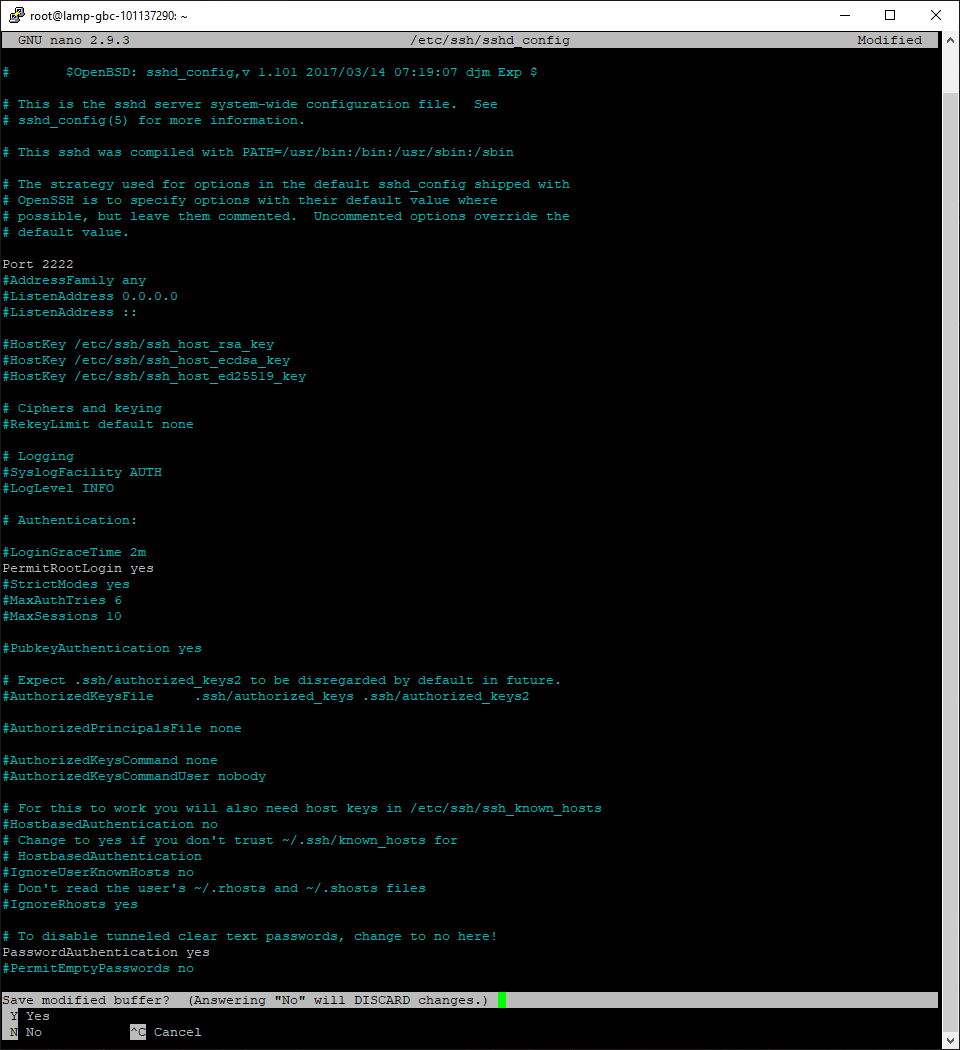 root@lamp-gbc-101137290: ~
GNU nano 2.9.3 /etc/ssh/sshd_config Modified
# $OpenBSD: sshd_config,v 1.101 2017/03/14 07:19:07 djm Exp $
# This is the sshd server system-wide configuration file.  See
# sshd_config(5) for more information.
# This sshd was compiled with PATH=/usr/bin:/bin:/usr/sbin:/sbin
# The strategy used for options in the default sshd_config shipped with
# OpenSSH is to specify options with their default value where
# possible, but leave them commented.  Uncommented options override the
# default value.
Port 2222
#AddressFamily any
#ListenAddress 0.0.0.0
#ListenAddress ::
#HostKey /etc/ssh/ssh_host_rsa_key
#HostKey /etc/ssh/ssh_host_ecdsa_key
#HostKey /etc/ssh/ssh_host_ed25519_key
# Ciphers and keying
#RekeyLimit default none
# Logging
#SyslogFacility AUTH
#LogLevel INFO
# Authentication:
#LoginGraceTime 2m
PermitRootLogin yes
#StrictModes yes
#MaxAuthTries 6
#MaxSessions 10
#PubkeyAuthentication yes
# Expect .ssh/authorized_keys2 to be disregarded by default in future.
#AuthorizedKeysFile     .ssh/authorized_keys .ssh/authorized_keys2
#AuthorizedPrincipalsFile none
#AuthorizedKeysCommand none
#AuthorizedKeysCommandUser nobody
# For this to work you will also need host keys in /etc/ssh/ssh_known_hosts
#HostbasedAuthentication no
# Change to yes if you don't trust ~/.ssh/known_hosts for
# HostbasedAuthentication
#IgnoreUserKnownHosts no
# Don't read the user's ~/.rhosts and ~/.shosts files
#IgnoreRhosts yes
# To disable tunneled clear text passwords, change to no here!
PasswordAuthentication yes
#PermitEmptyPasswords no
Save modified buffer?  (Answering "No" will DISCARD changes.)
Y Yes
N No ^C Cancel